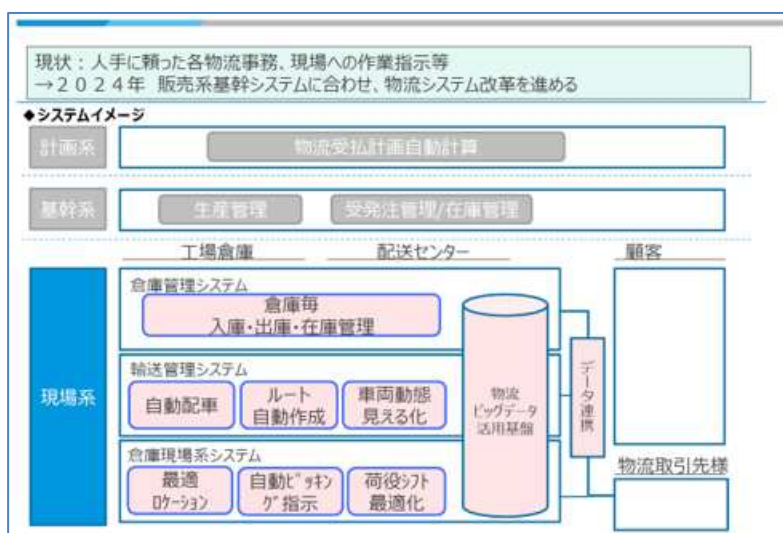 現状：人手に頼った各物流事務、現場への作業指示等
→２０２４年 販売系基幹システムに合わせ、物流システム改革を進める
◆システムイメージ
計画系
物流受払計画自動計算
基幹系
生産管理
受発注管理/在庫管理
工場倉庫
配送センター
顧客
現場系
倉庫管理システム
倉庫毎
入庫・出庫・在庫管理
輸送管理システム
自動配車
ルート
自動作成
車両動態
見える化
倉庫現場系システム
最適
ﾛｹｰｼｮﾝ
自動ﾋﾟｯｷﾝ
ｸﾞ指示
荷役ｼﾌﾄ
最適化
物流
ﾋﾞｯｸﾞﾃﾞｰﾀ
活用基盤
データ連携
物流取引先様